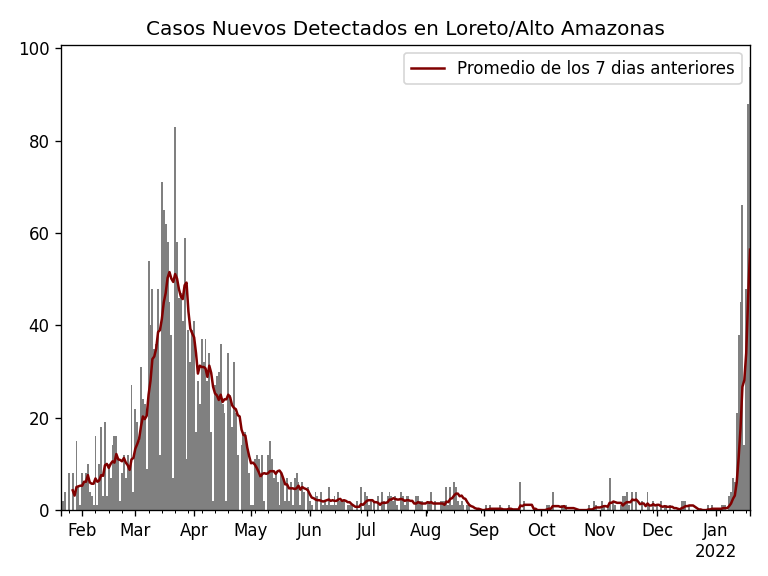 Casos Nuevos Detectados en Loreto/Alto Amazonas
Promedio de los 7 dias anteriores
100
80
60
40
20
0
Feb Mar Apr May Jun Jul Aug Sep Oct Nov Dec Jan
2022